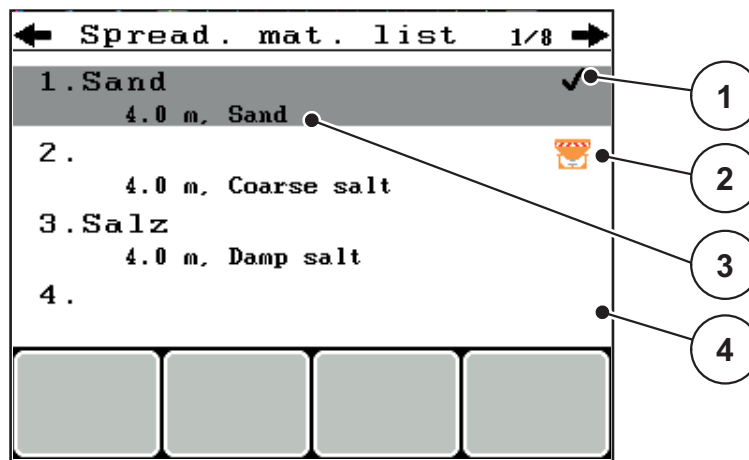 Spread. mat. list 1/8
1.Sand
4.0 m, Sand
2.
4.0 m, Coarse salt
3.Salz
4.0 m, Damp salt
4.
1
2
3
4